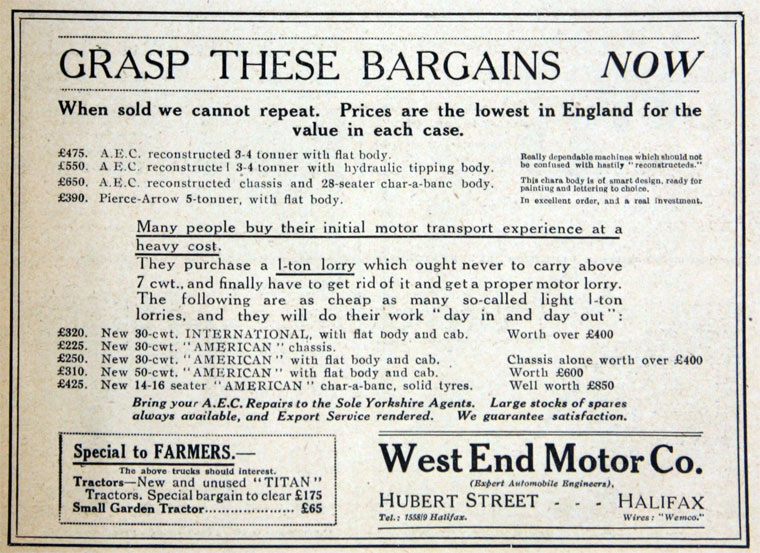 GRASP THESE BARGAINS NOW
When sold we cannot repeat. Prices are the lowest in England for the
value in each case.
£475. A.E.C. reconstructed 3-4 tonner with flat body.
£550. A E.C. reconstructe 3-4 tonner with hydraulic tipping body.
Really dependable machines which should not
be confused with hastily "reconstructeds."
£650. A.E.C. reconstructed chassis and 28-seater char-a-banc body.
This chara body is of smart design, ready for
painting and lettering to choice.
£390. Pierce-Arrow 5-tonner, with flat body.
In excellent order, and a real investment.
Many people buy their initial motor transport experience at a
heavy cost.
They purchase a 1-ton lorry which ought never to carry above
7 cwt., and finally have to get rid of it and get a proper motor lorry.
The following are as cheap as many so-called light 1-ton
lorries, and they will do their work "day in and day out":
£320. New 30-cwt. INTERNATIONAL, with flat body and cab. Worth over £400
£225. New 30-cwt. "AMERICAN" chassis.
£250. New 30-cwt. "AMERICAN" with flat body and cab. Chassis alone worth over £400
£310. New 50-cwt. "AMERICAN" with flat body and cab. Worth £600
£425. New 14-16 seater "AMERICAN" char-a-banc, solid tyres. Well worth £850
Bring your A.E.C. Repairs to the Sole Yorkshire Agents. Large stocks of spares
always available, and Export Service rendered. We guarantee satisfaction.
Special to FARMERS.—
The above trucks should interest.
Tractors—New and unused "TITAN"
Tractors. Special bargain to clear £175
Small Garden Tractor..................... £65
West End Motor Co.
(Expert Automobile Engineers),
HUBERT STREET - - - HALIFAX
Tel.: 1558/9 Halifax. Wires: "Wemco."